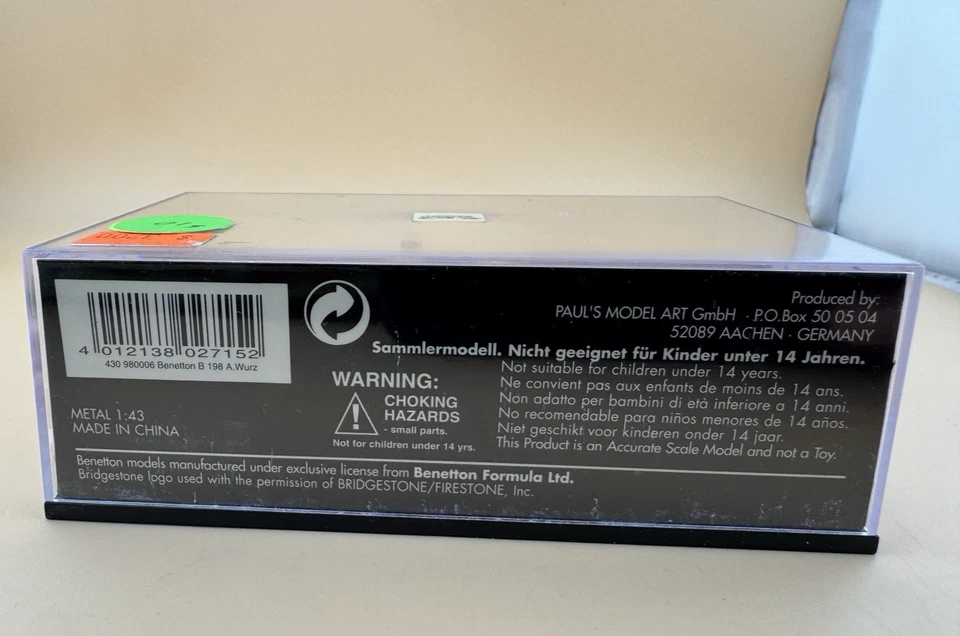 4 012138 027152
430 980006 Benetton B 198 A.Wurz
METAL 1:43
MADE IN CHINA
Produced by:
PAUL'S MODEL ART GmbH · P.O.Box 50 05 04
52089 AACHEN · GERMANY
Sammlermodell. Nicht geeignet für Kinder unter 14 Jahren.
Not suitable for children under 14 years.
Ne convient pas aux enfants de moins de 14 ans.
Non adatto per bambini di età inferiore a 14 anni.
No recomendable para niños menores de 14 años.
Niet geschikt voor kinderen onder 14 jaar.
This Product is an Accurate Scale Model and not a Toy.
WARNING:
CHOKING
HAZARDS
- small parts.
Not for children under 14 yrs.
Benetton models manufactured under exclusive license from Benetton Formula Ltd.
Bridgestone logo used with the permission of BRIDGESTONE/FIRESTONE, Inc.